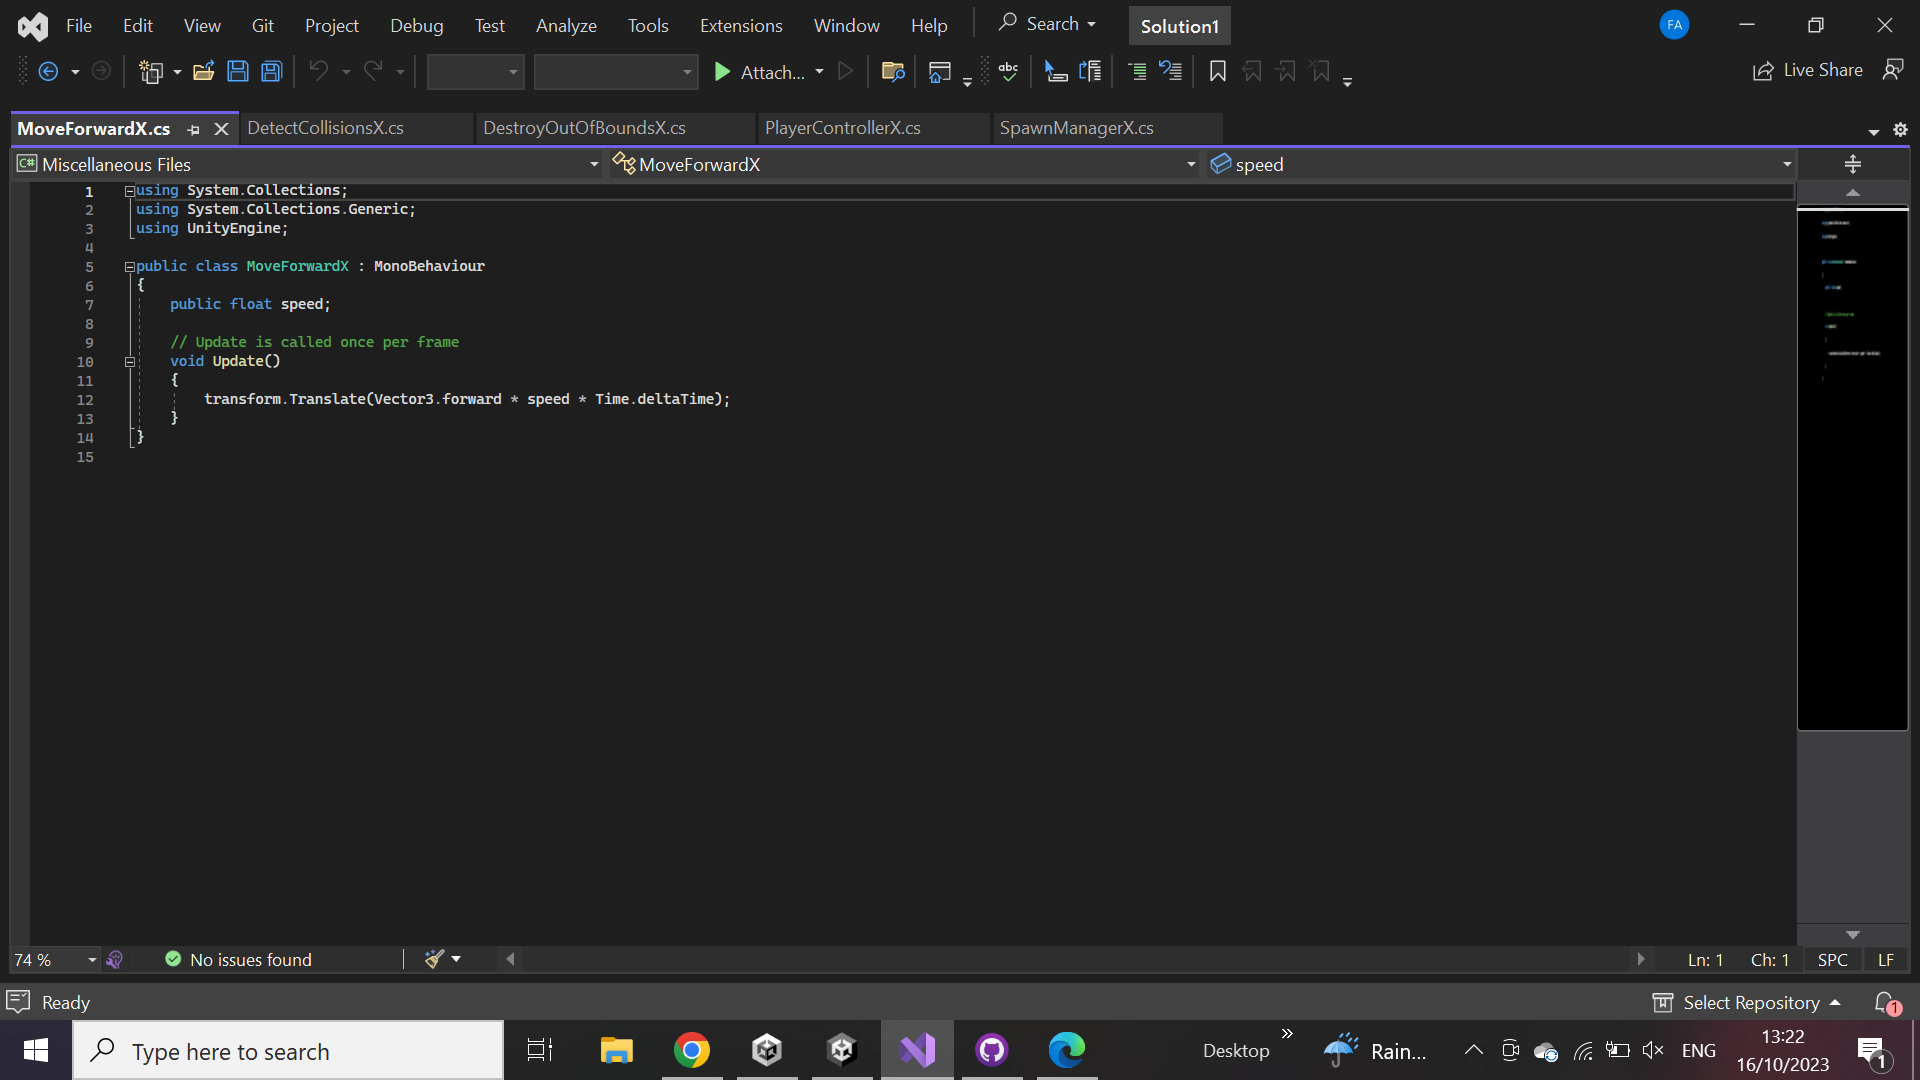 File Edit View Git Project Debug Test Analyze Tools Extensions Window Help Search Solution1 FA
Attach... abc Live Share
MoveForwardX.cs DetectCollisionsX.cs DestroyOutOfBoundsX.cs PlayerControllerX.cs SpawnManagerX.cs
C# Miscellaneous Files MoveForwardX speed
1 using System.Collections;
2 using System.Collections.Generic;
3 using UnityEngine;
4
5 public class MoveForwardX : MonoBehaviour
6 {
7 public float speed;
8
9 // Update is called once per frame
10 void Update()
11 {
12 transform.Translate(Vector3.forward * speed * Time.deltaTime);
13 }
14 }
15
74 % No issues found Ln: 1 Ch: 1 SPC LF
Ready Select Repository 1
Type here to search Desktop Rain... ENG 13:22 1
16/10/2023